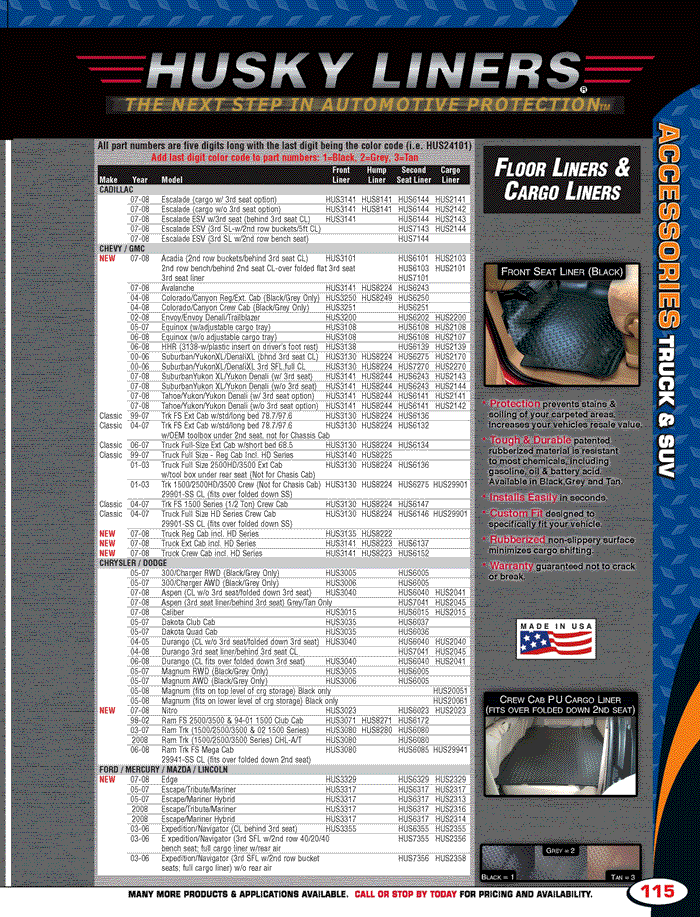 HUSKY LINERS®
THE NEXT STEP IN AUTOMOTIVE PROTECTION™
All part numbers are five digits long with the last digit being the color code (i.e. HUS24101)
Add last digit color code to part numbers: 1=Black, 2=Grey, 3=Tan
Front Hump Second Cargo
Make Year Model Liner Liner Seat Liner Liner
CADILLAC
07-08 Escalade (cargo w/ 3rd seat option) HUS3141 HUS8141 HUS6144 HUS2141
07-08 Escalade (cargo w/o 3rd seat option) HUS3141 HUS8141 HUS6144 HUS2142
07-08 Escalade ESV w/3rd seat (behind 3rd seat CL) HUS3141 HUS6144 HUS2143
07-08 Escalade ESV (3rd SL-w/2nd row buckets/5ft CL) HUS7143 HUS2144
07-08 Escalade ESV (3rd SL w/2nd row bench seat) HUS7144
CHEVY / GMC
NEW 07-08 Acadia (2nd row buckets/behind 3rd seat CL) HUS3101 HUS6101 HUS2103
2nd row bench/behind 2nd seat CL-over folded flat 3rd seat HUS6103 HUS2101
3rd seat liner HUS7101
07-08 Avalanche HUS3141 HUS8224 HUS6243
04-08 Colorado/Canyon Reg/Ext. Cab (Black/Grey Only) HUS3250 HUS8249 HUS6250
04-08 Colorado/Canyon Crew Cab (Black/Grey Only) HUS3251 HUS6251
02-08 Envoy/Envoy Denali/Trailblazer HUS3200 HUS6202 HUS2200
05-07 Equinox (w/adjustable cargo tray) HUS3108 HUS6108 HUS2108
06-08 Equinox (w/o adjustable cargo tray) HUS3108 HUS6108 HUS2107
06-08 HHR (3138-w/plastic insert on driver's foot rest) HUS3138 HUS6139 HUS2139
00-06 Suburban/YukonXL/DenaliXL (bhnd 3rd seat CL) HUS3130 HUS8224 HUS6275 HUS2170
00-06 Suburban/YukonXL/DenaliXL 3rd SFL,full CL HUS3130 HUS8224 HUS7270 HUS2270
07-08 SuburbanYukon XL/Yukon Denali (w/ 3rd seat) HUS3141 HUS8244 HUS6243 HUS2143
07-08 SuburbanYukon XL/Yukon Denali (w/o 3rd seat) HUS3141 HUS8244 HUS6243 HUS2144
07-08 Tahoe/Yukon/Yukon Denali (w/ 3rd seat option) HUS3141 HUS8244 HUS6141 HUS2141
07-08 Tahoe/Yukon/Yukon Denali (w/o 3rd seat option) HUS3141 HUS8244 HUS6141 HUS2142
Classic 99-07 Trk FS Ext Cab w/std/long bed 78.7/97.6 HUS3130 HUS8224 HUS6136
Classic 04-07 Trk FS Ext Cab w/std/long bed 78.7/97.6 HUS3130 HUS8224 HUS6132
w/OEM toolbox under 2nd seat, not for Chassis Cab
Classic 06-07 Truck Full-Size Ext Cab w/short bed 68.5 HUS3130 HUS8224 HUS6134
Classic 99-07 Truck Full Size - Reg Cab Incl. HD Series HUS3140 HUS8225
01-03 Truck Full Size 2500HD/3500 Ext Cab HUS3130 HUS8224 HUS6136
w/tool box under rear seat (Not for Chasis Cab)
01-03 Trk 1500/2500HD/3500 Crew (Not for Chasis Cab) HUS3130 HUS8224 HUS6275 HUS29901
29901-SS CL (fits over folded down SS)
Classic 04-07 Trk FS 1500 Series (1/2 Ton) Crew Cab HUS3130 HUS8224 HUS6147
Classic 04-07 Truck Full Size HD Series Crew Cab HUS3130 HUS8224 HUS6146 HUS29901
29901-SS CL (fits over folded down SS)
NEW 07-08 Truck Reg Cab incl. HD Series HUS3135 HUS8222
NEW 07-08 Truck Ext Cab incl. HD Series HUS3141 HUS8223 HUS6137
NEW 07-08 Truck Crew Cab incl. HD Series HUS3141 HUS8223 HUS6152
CHRYSLER / DODGE
05-07 300/Charger RWD (Black/Grey Only) HUS3005 HUS6005
05-07 300/Charger AWD (Black/Grey Only) HUS3006 HUS6005
07-08 Aspen (CL w/o 3rd seat/folded down 3rd seat) HUS3040 HUS6040 HUS2041
07-08 Aspen (3rd seat liner/behind 3rd seat) Grey/Tan Only HUS7041 HUS2045
07-08 Caliber HUS3015 HUS6015 HUS2015
05-07 Dakota Club Cab HUS3035 HUS6037
05-07 Dakota Quad Cab HUS3035 HUS6036
04-05 Durango (CL w/o 3rd seat/folded down 3rd seat) HUS3040 HUS6040 HUS2040
04-08 Durango 3rd seat liner/behind 3rd seat CL HUS7041 HUS2045
06-08 Durango (CL fits over folded down 3rd seat) HUS3040 HUS6040 HUS2041
05-07 Magnum RWD (Black/Grey Only) HUS3005 HUS6005
05-07 Magnum AWD (Black/Grey Only) HUS3006 HUS6005
05-08 Magnum (fits on top level of crg storage) Black only HUS20051
05-08 Magnum (fits on lower level of crg storage) Black only HUS20061
NEW 07-08 Nitro HUS3023 HUS6023 HUS2023
98-02 Ram FS 2500/3500 & 94-01 1500 Club Cab HUS3071 HUS8271 HUS6172
03-07 Ram Trk (1500/2500/3500 & 02 1500 Series) HUS3080 HUS8280 HUS6080
2008 Ram Trk (1500/2500/3500 Series) CHL-A/T HUS3080 HUS6080
06-08 Ram Trk FS Mega Cab HUS3080 HUS6085 HUS29941
29941-SS CL (fits over folded down 2nd seat)
FORD / MERCURY / MAZDA / LINCOLN
NEW 07-08 Edge HUS3329 HUS6329 HUS2329
05-07 Escape/Tribute/Mariner HUS3317 HUS6317 HUS2317
05-07 Escape/Mariner Hybrid HUS3317 HUS6317 HUS2313
2008 Escape/Tribute/Mariner HUS3317 HUS6317 HUS2316
2008 Escape/Mariner Hybrid HUS3317 HUS6317 HUS2314
03-06 Expedition/Navigator (CL behind 3rd seat) HUS3355 HUS6355 HUS2355
03-06 E xpedition/Navigator (3rd SFL w/2nd row 40/20/40 HUS7355 HUS2356
bench seat; full cargo liner w/rear air
03-06 Expedition/Navigator (3rd SFL w/2nd row bucket HUS7356 HUS2358
seats; full cargo liner) w/o rear air
FLOOR LINERS &
CARGO LINERS
FRONT SEAT LINER (BLACK)
* Protection prevents stains &
soiling of your carpeted areas.
Increases your vehicles resale value.
* Tough & Durable patented
rubberized material is resistant
to most chemicals, including
gasoline, oil & battery acid.
Available in Black,Grey and Tan.
* Installs Easily in seconds.
* Custom Fit designed to
specifically fit your vehicle.
* Rubberized non-slippery surface
minimizes cargo shifting.
* Warranty guaranteed not to crack
or break.
MADE IN USA
CREW CAB PU CARGO LINER
(FITS OVER FOLDED DOWN 2ND SEAT)
GREY = 2
BLACK = 1
TAN = 3
ACCESSORIES TRUCK & SUV
MANY MORE PRODUCTS & APPLICATIONS AVAILABLE. CALL OR STOP BY TODAY FOR PRICING AND AVAILABILITY.
115